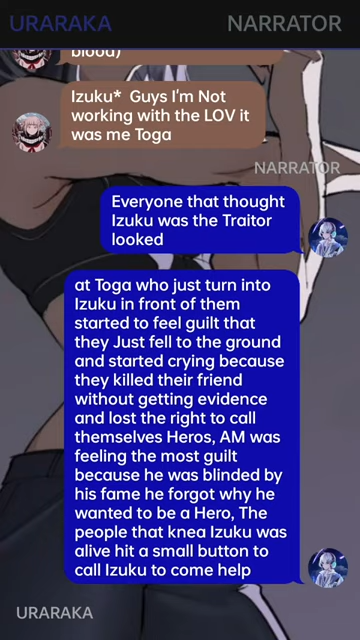 URARAKA NARRATOR
blood)
Izuku* Guys I'm Not
working with the LOV it
was me Toga
NARRATOR
Everyone that thought
Izuku was the Traitor
looked
at Toga who just turn into
Izuku in front of them
started to feel guilt that
they Just fell to the ground
and started crying because
they killed their friend
without getting evidence
and lost the right to call
themselves Heros, AM was
feeling the most guilt
because he was blinded by
his fame he forgot why he
wanted to be a Hero, The
people that knea Izuku was
alive hit a small button to
call Izuku to come help
URARAKA